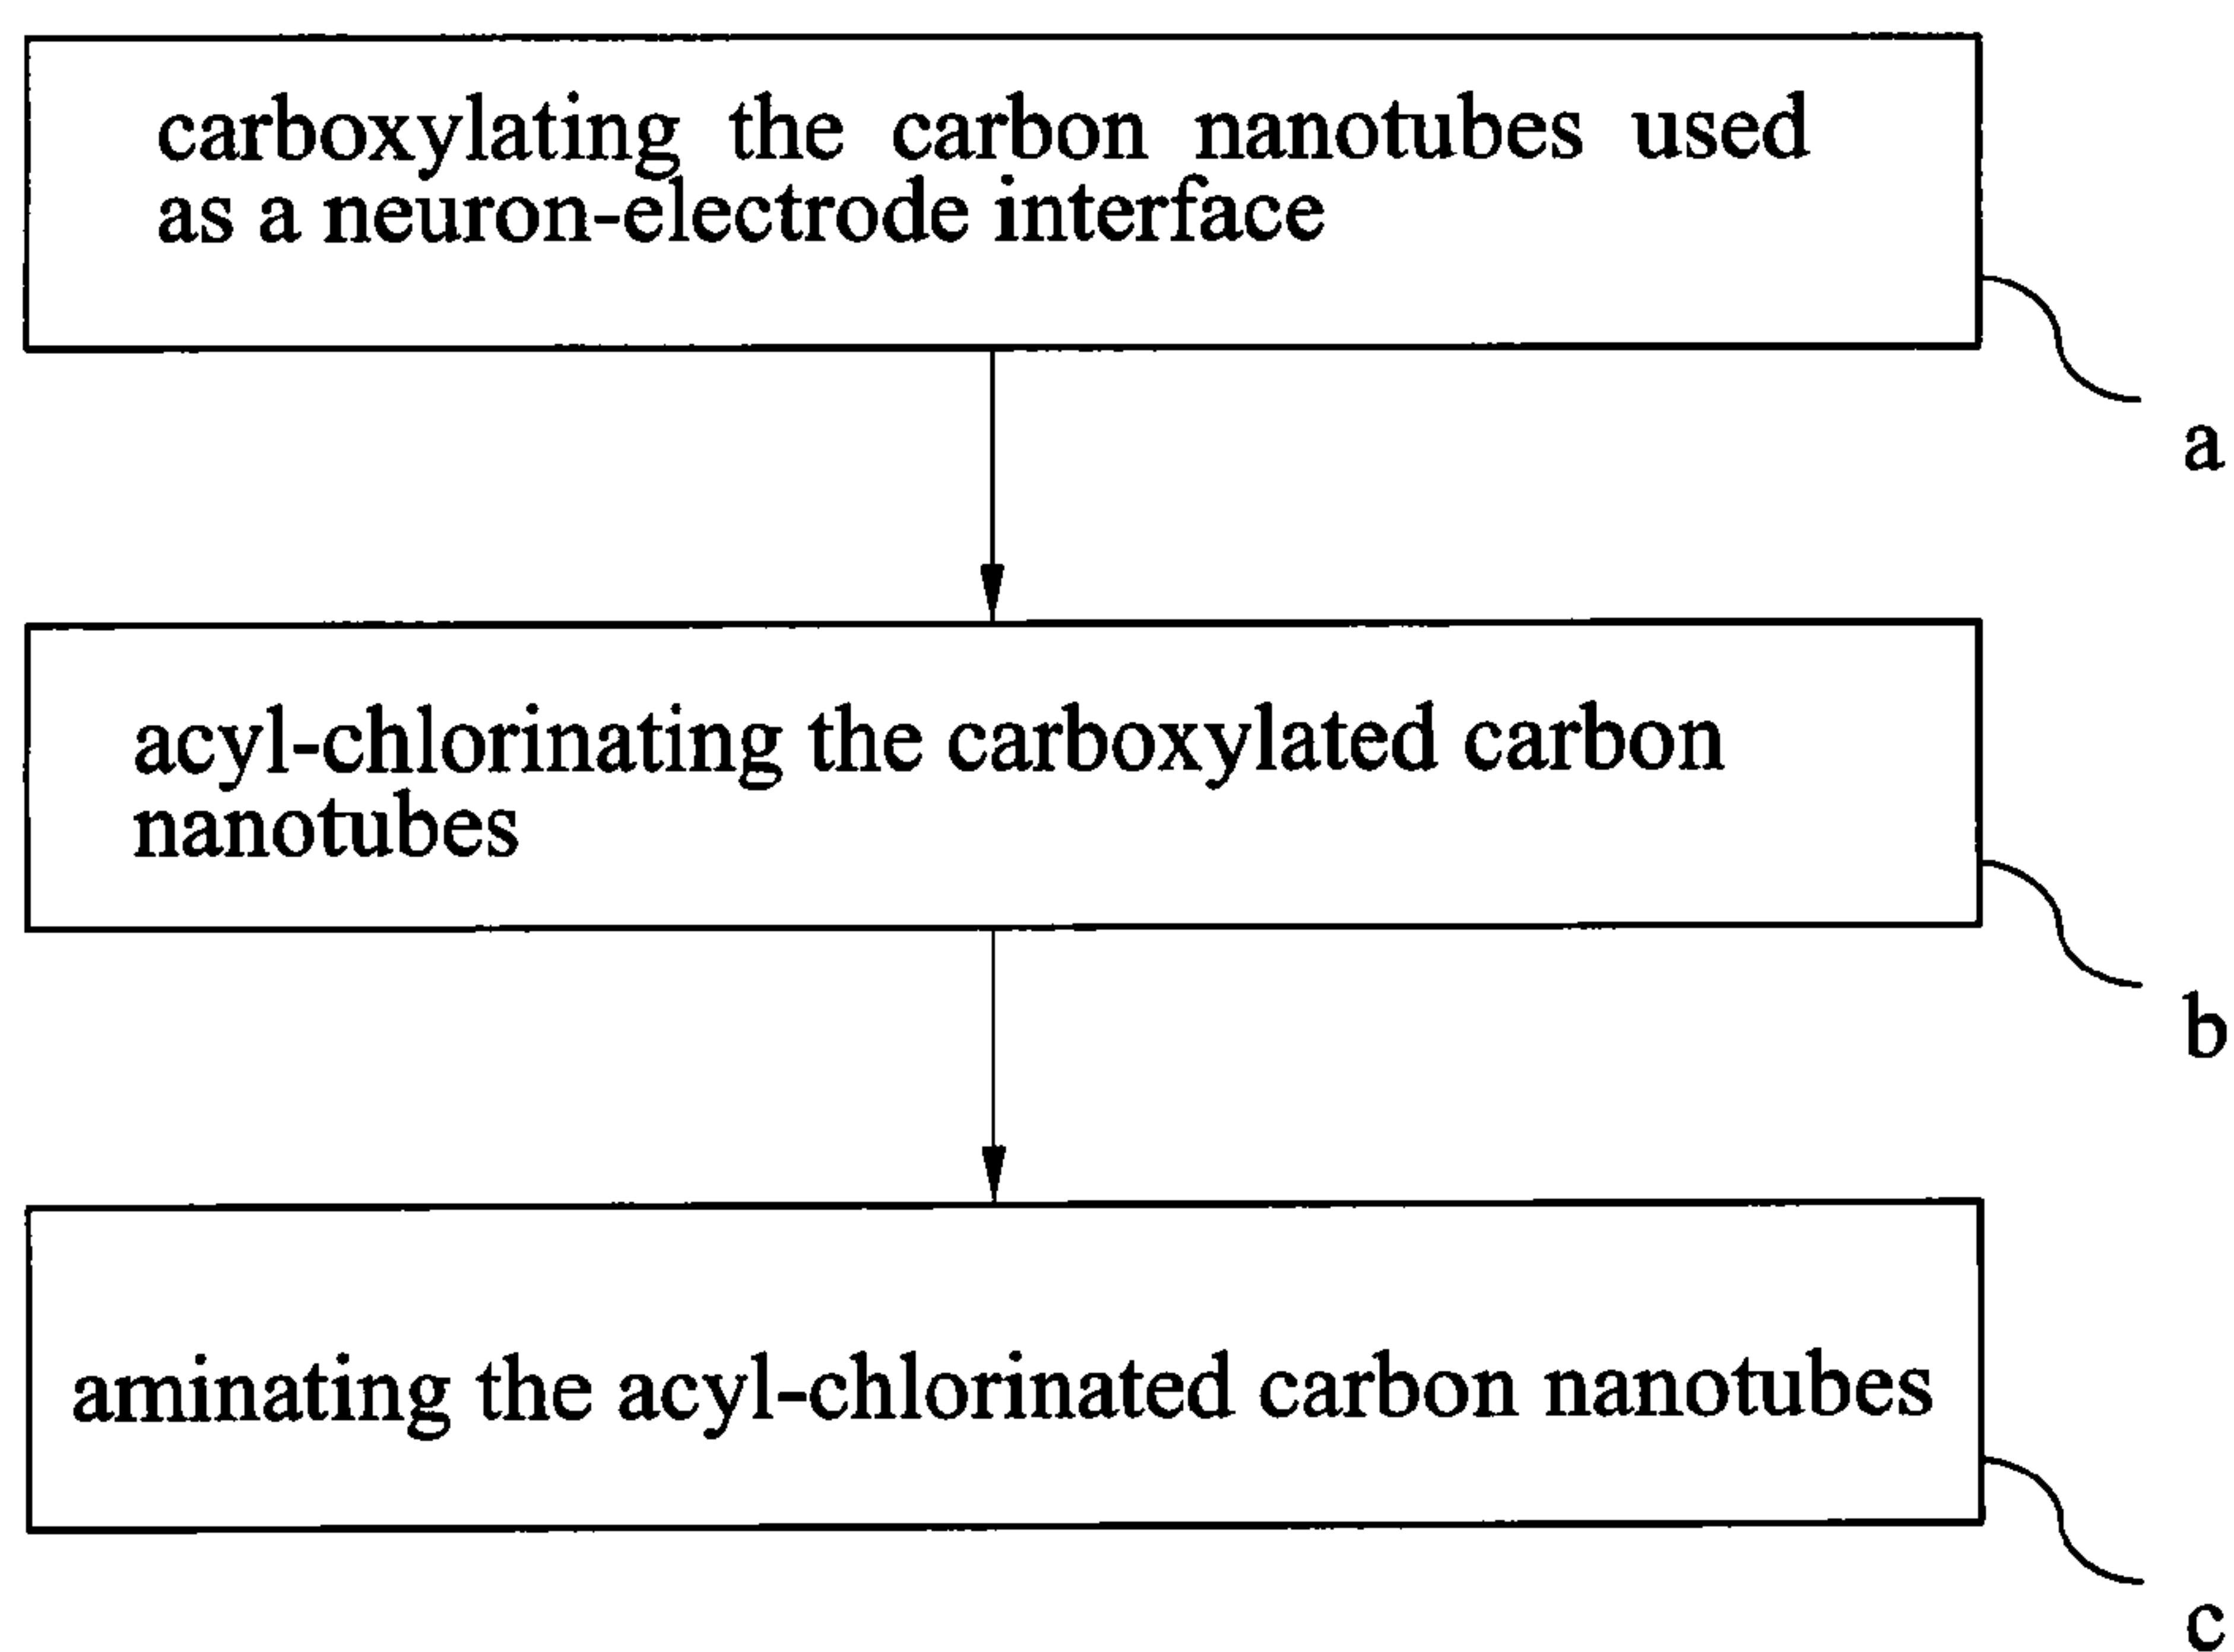 carboxylating the carbon nanotubes used
as a neuron-electrode interface
a
acyl-chlorinating the carboxylated carbon
nanotubes
b
aminating the acyl-chlorinated carbon nanotubes
c